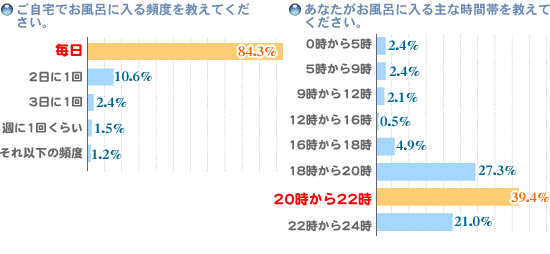 ご自宅でお風呂に入る頻度を教えてくだ
さい。
毎日 84.3%
2日に1回 10.6%
3日に1回 2.4%
週に1回くらい 1.5%
それ以下の頻度 1.2%
あなたがお風呂に入る主な時間帯を教えて
ください。
0時から5時 2.4%
5時から9時 2.4%
9時から12時 2.1%
12時から16時 0.5%
16時から18時 4.9%
18時から20時 27.3%
20時から22時 39.4%
22時から24時 21.0%